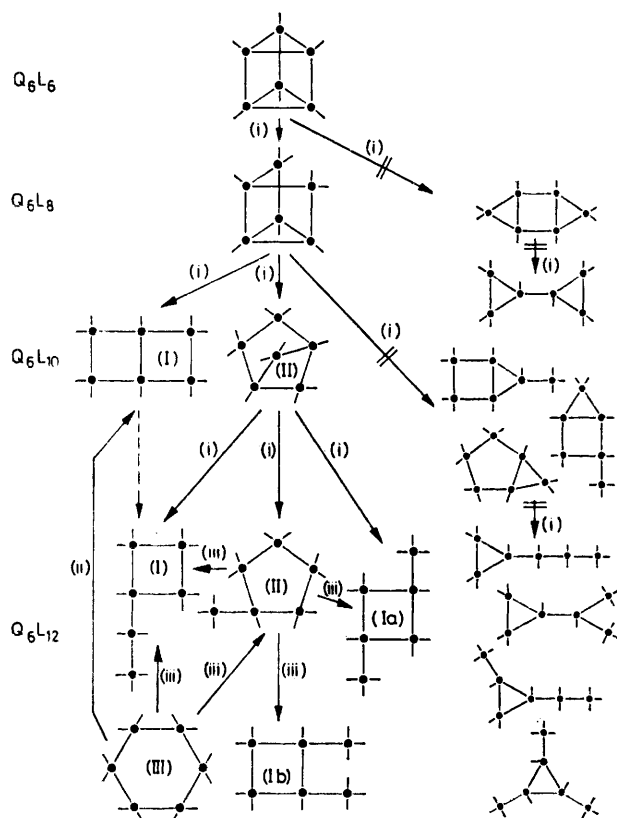 Q₆L₆
(i)
(i)
Q₆L₈
(i)
(i)
(i)
(i)
Q₆L₁₀
(I)
(II)
(i)
(i)
(i)
(i)
(ii)
(I)
(iii)
(II)
(iii)
(Ia)
Q₆L₁₂
(iii)
(iii)
(iii)
(III)
(Ib)